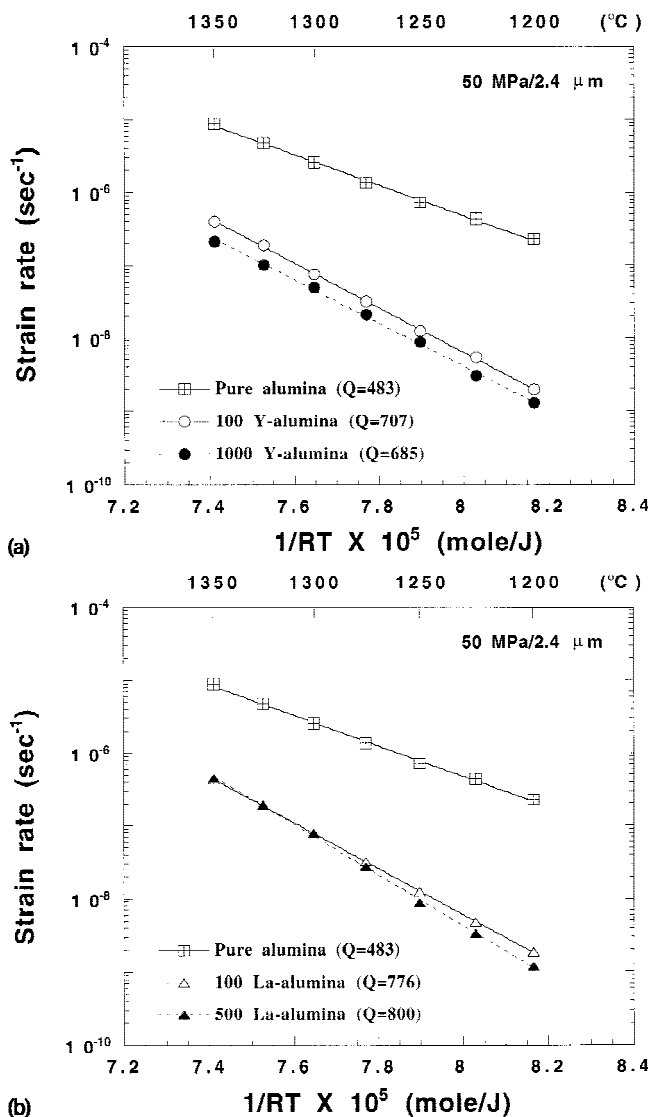 1350 1300 1250 1200 (°C)
1 0⁻⁴
50 MPa/2.4 μm
1 0⁻⁶
1 0⁻⁸
1 0⁻¹⁰
Strain rate (sec⁻¹)
Pure alumina (Q=483)
100 Y-alumina (Q=707)
1000 Y-alumina (Q=685)
7.2 7.4 7.6 7.8 8 8.2 8.4
(a)
1/RT X 10⁵ (mole/J)
1350 1300 1250 1200 (°C)
1 0⁻⁴
50 MPa/2.4 μm
1 0⁻⁶
1 0⁻⁸
1 0⁻¹⁰
Strain rate (sec⁻¹)
Pure alumina (Q=483)
100 La-alumina (Q=776)
500 La-alumina (Q=800)
7.2 7.4 7.6 7.8 8 8.2 8.4
(b)
1/RT X 10⁵ (mole/J)